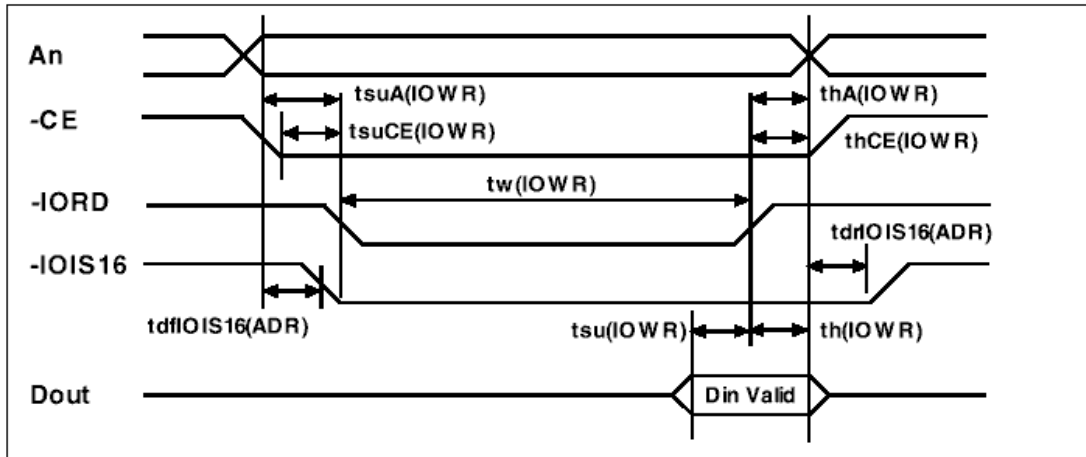 An
tsuA(IOWR)
thA(IOWR)
-CE
tsuCE(IOWR)
thCE(IOWR)
tw(IOWR)
-IORD
tdrIOIS16(ADR)
-IOIS16
tdfIOIS16(ADR)
tsu(IOWR)
th(IOWR)
Dout
Din Valid